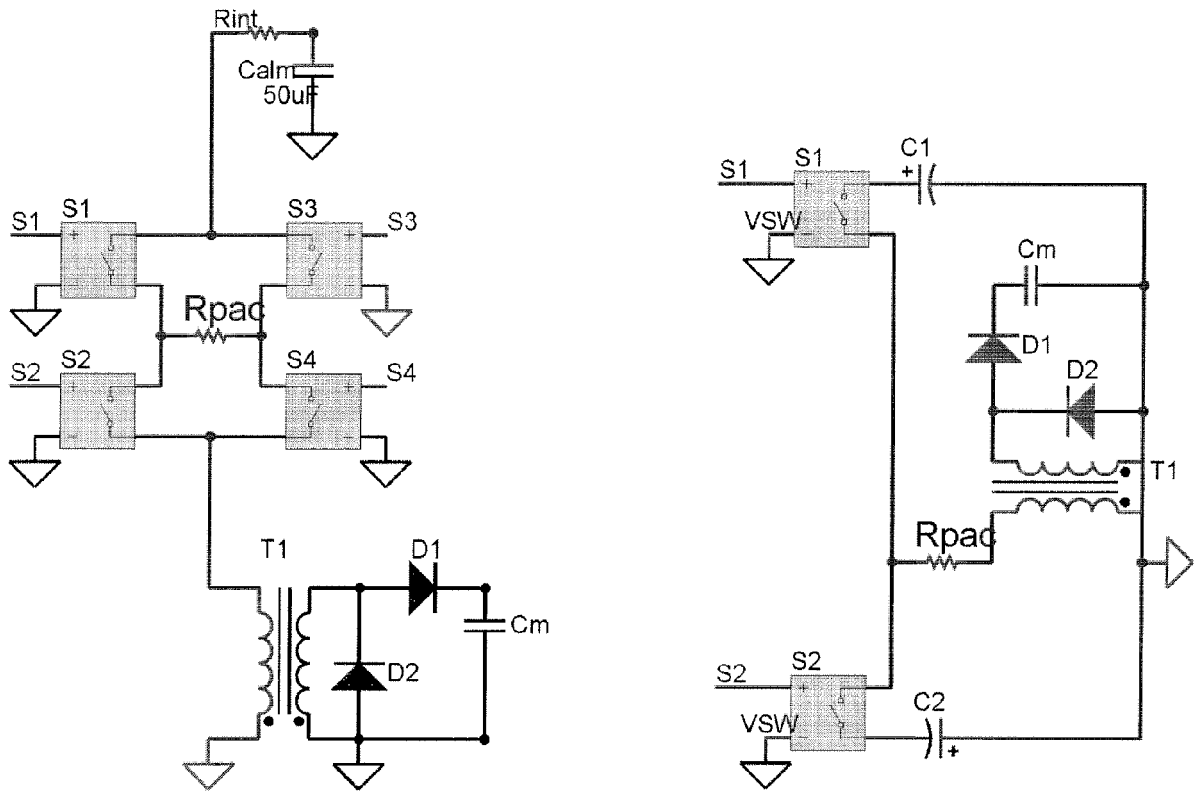 Rint
Calm
50uF
S1
S1
S3
S3
Rpac
S2
S2
S4
S4
T1
D1
D2
Cm
S1
S1
C1
+
VSW
Cm
D1
D2
T1
Rpac
S2
S2
C2
VSW
+